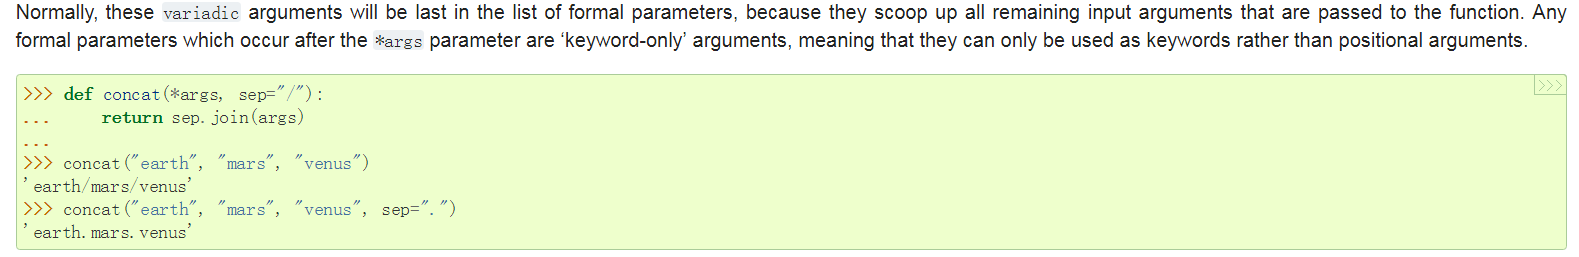 Normally, these variadic arguments will be last in the list of formal parameters, because they scoop up all remaining input arguments that are passed to the function. Any
formal parameters which occur after the *args parameter are ‘keyword-only’ arguments, meaning that they can only be used as keywords rather than positional arguments.
>>>
>>> def concat(*args, sep="/"):
...     return sep.join(args)
...
>>> concat("earth", "mars", "venus")
'earth/mars/venus'
>>> concat("earth", "mars", "venus", sep=".")
'earth.mars.venus'